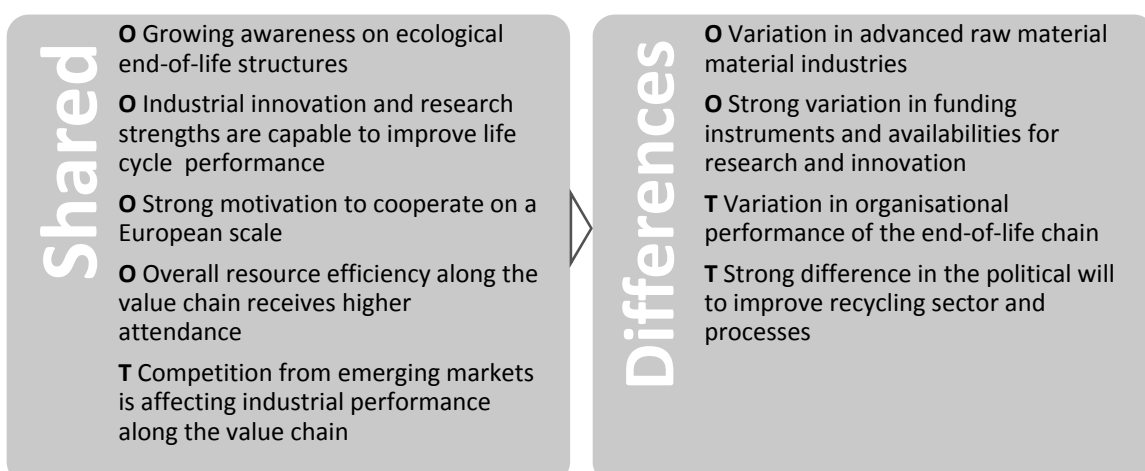 Shared
O Growing awareness on ecological
end-of-life structures
O Industrial innovation and research
strengths are capable to improve life
cycle performance
O Strong motivation to cooperate on a
European scale
O Overall resource efficiency along the
value chain receives higher
attendance
T Competition from emerging markets
is affecting industrial performance
along the value chain
Differences
O Variation in advanced raw material
material industries
O Strong variation in funding
instruments and availabilities for
research and innovation
T Variation in organisational
performance of the end-of-life chain
T Strong difference in the political will
to improve recycling sector and
processes